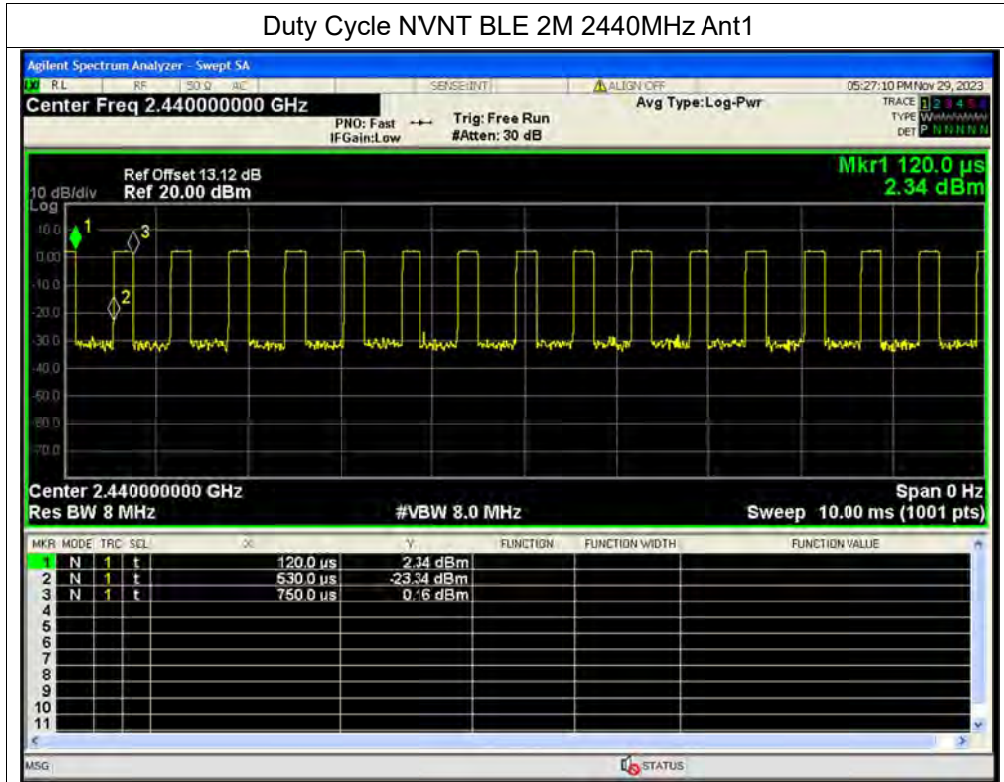 Duty Cycle NVNT BLE 2M 2440MHz Ant1
Agilent Spectrum Analyzer - Swept SA
RL RF 50 Ω AC SENSE:INT ALIGN OFF 05:27:10 PM Nov 29, 2023
Center Freq 2.440000000 GHz Avg Type:Log-Pwr TRACE 1 2 3 4 5 6
PNO: Fast Trig: Free Run TYPE W
IFGain:Low #Atten: 30 dB DET P N N N N N
Mkr1 120.0 µs
Ref Offset 13.12 dB
10 dB/div Ref 20.00 dBm 2.34 dBm
Log
10.0
1
3
0.00
-10.0
2
-20.0
-30.0
-40.0
-50.0
-60.0
-70.0
Center 2.440000000 GHz Span 0 Hz
Res BW 8 MHz #VBW 8.0 MHz Sweep 10.00 ms (1001 pts)
MKR MODE TRC SCL X Y FUNCTION FUNCTION WIDTH FUNCTION VALUE
1 N 1 t 120.0 µs 2.34 dBm
2 N 1 t 530.0 µs -23.34 dBm
3 N 1 t 750.0 µs 0.16 dBm
4
5
6
7
8
9
10
11
MSG STATUS